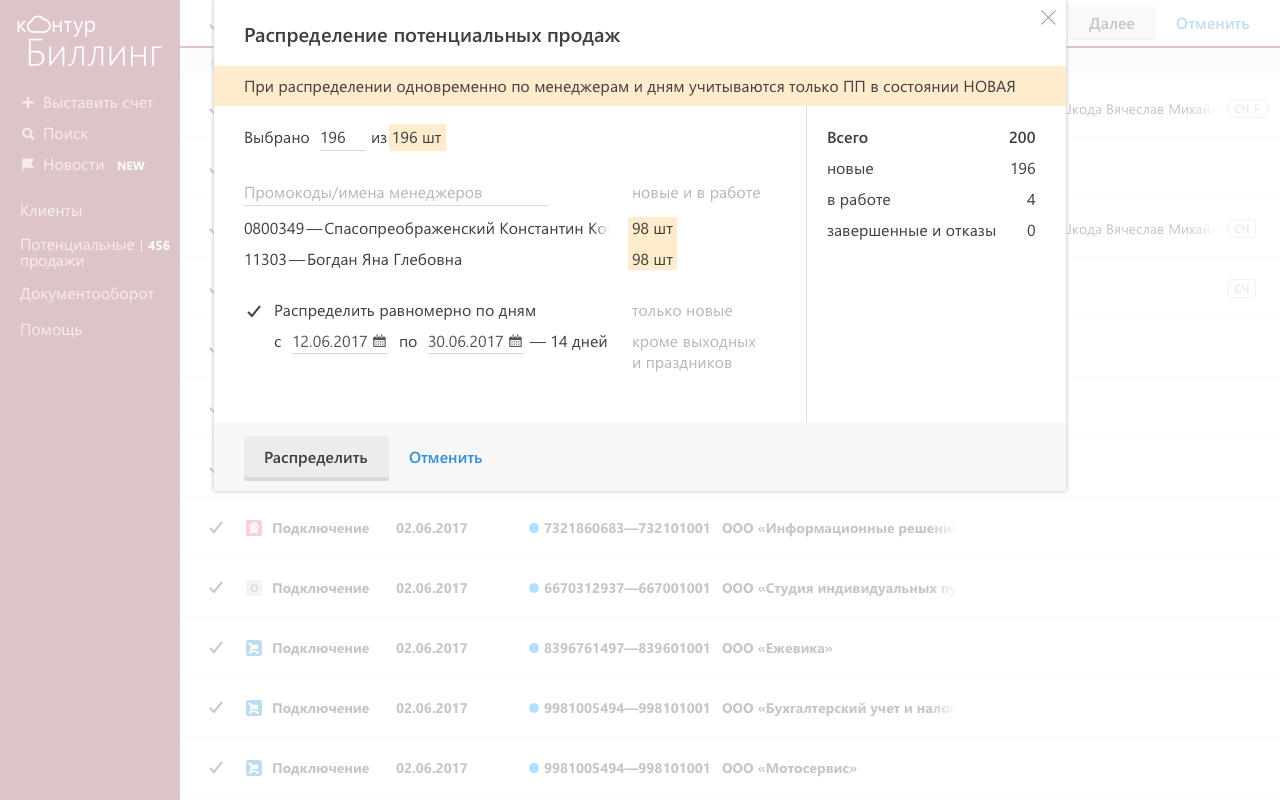 контур
Биллинг
Выставить счет
Поиск
Новости NEW
Клиенты
Потенциальные продажи | 456
Документооборот
Помощь
Далее
Отменить
Распределение потенциальных продаж
При распределении одновременно по менеджерам и дням учитываются только ПП в состоянии НОВАЯ
Выбрано 196 из 196 шт
Промокоды/имена менеджеров новые и в работе
0800349—Спасопреображенский Константин 98 шт
11303—Богдан Яна Глебовна 98 шт
Распределить равномерно по дням только новые
с 12.06.2017 по 30.06.2017 — 14 дней кроме выходных
и праздников
Всего 200
новые 196
в работе 4
завершенные и отказы 0
Распределить Отменить
Шкода Вячеслав СЧ ₽
Шкода Вячеслав СЧ
СЧ
Подключение 02.06.2017 7321860683—732101001 ООО «Информационные
Подключение 02.06.2017 6670312937—667001001 ООО «Студия индивидуальных
Подключение 02.06.2017 8396761497—839601001 ООО «Ежевика»
Подключение 02.06.2017 9981005494—998101001 ООО «Бухгалтерский учет и
Подключение 02.06.2017 9981005494—998101001 ООО «Мотосервис»